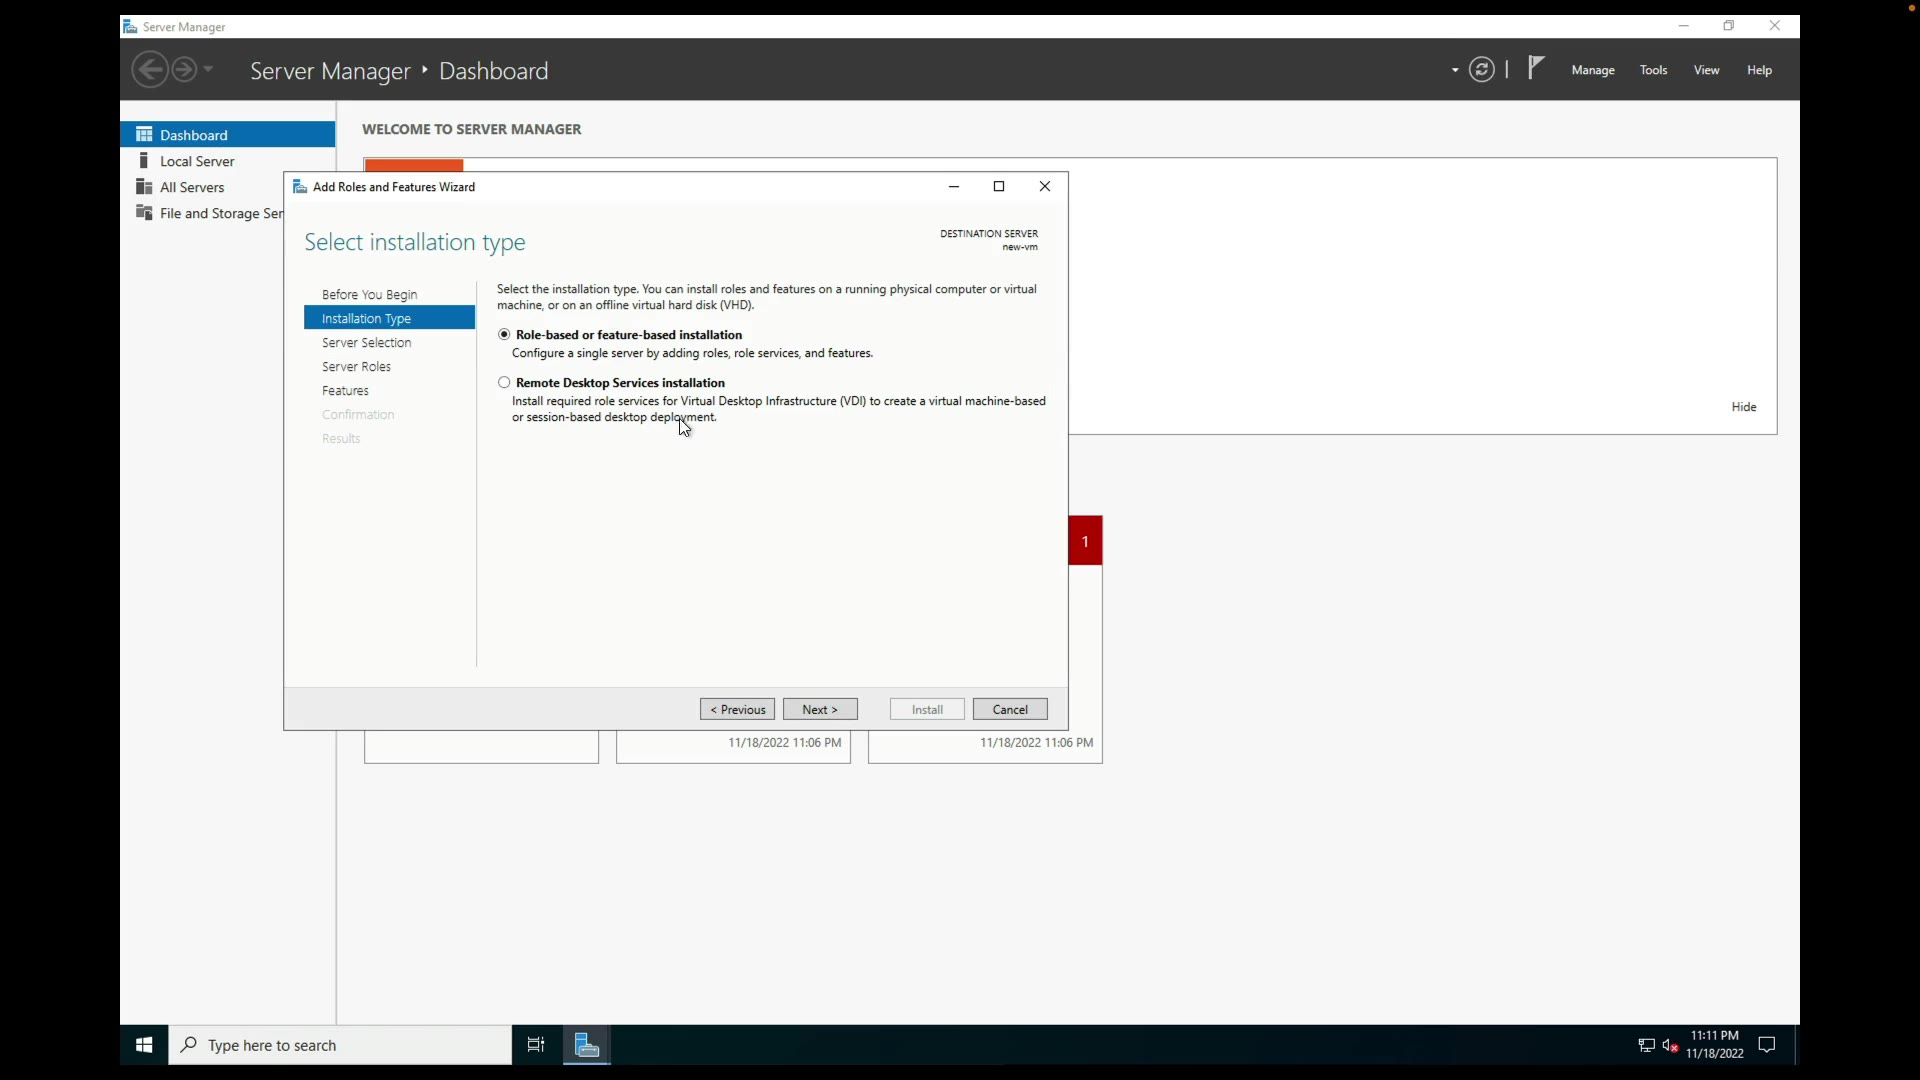 Server Manager
Server Manager ‣ Dashboard
Manage
Tools
View
Help
Dashboard
Local Server
All Servers
File and Storage Ser
WELCOME TO SERVER MANAGER
Add Roles and Features Wizard
Select installation type
DESTINATION SERVER
new-vm
Before You Begin
Installation Type
Server Selection
Server Roles
Features
Confirmation
Results
Select the installation type. You can install roles and features on a running physical computer or virtual
machine, or on an offline virtual hard disk (VHD).
Role-based or feature-based installation
Configure a single server by adding roles, role services, and features.
Remote Desktop Services installation
Install required role services for Virtual Desktop Infrastructure (VDI) to create a virtual machine-based
or session-based desktop deployment.
Hide
1
< Previous
Next >
Install
Cancel
11/18/2022 11:06 PM
11/18/2022 11:06 PM
Type here to search
11:11 PM
11/18/2022